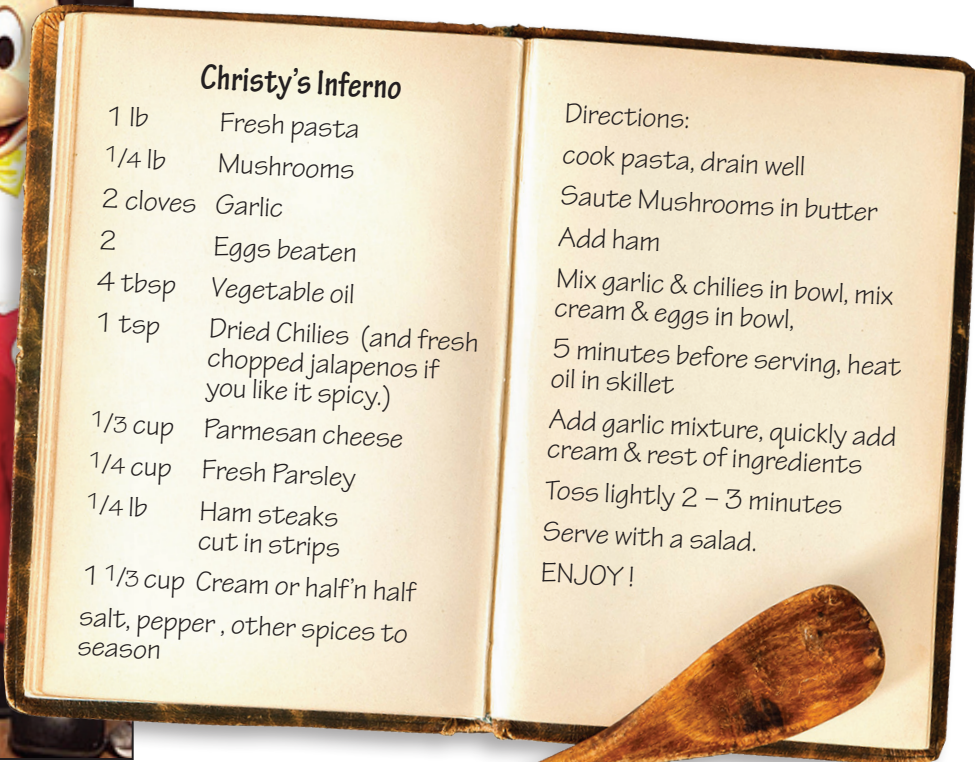 Christy's Inferno
1 lb Fresh pasta
1/4 lb Mushrooms
2 cloves Garlic
2 Eggs beaten
4 tbsp Vegetable oil
1 tsp Dried Chilies (and fresh
chopped jalapenos if
you like it spicy.)
1/3 cup Parmesan cheese
1/4 cup Fresh Parsley
1/4 lb Ham steaks
cut in strips
1 1/3 cup Cream or half'n half
salt, pepper , other spices to
season
Directions:
cook pasta, drain well
Saute Mushrooms in butter
Add ham
Mix garlic & chilies in bowl, mix
cream & eggs in bowl,
5 minutes before serving, heat
oil in skillet
Add garlic mixture, quickly add
cream & rest of ingredients
Toss lightly 2 – 3 minutes
Serve with a salad.
ENJOY !